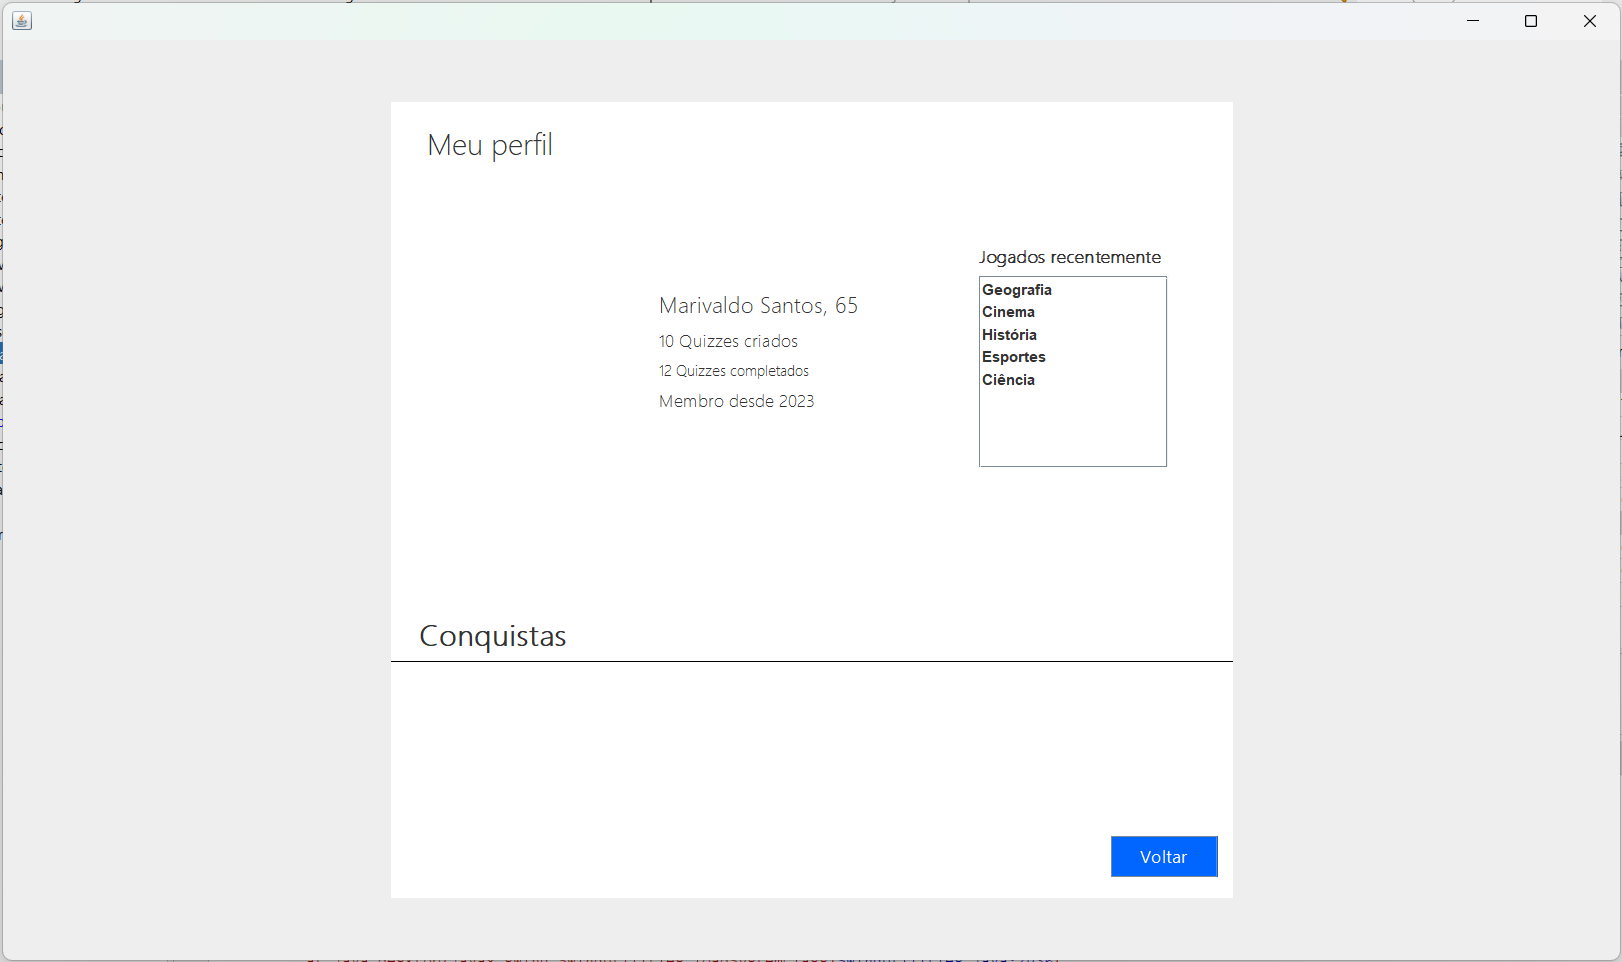 Meu perfil
Jogados recentemente
Geografia
Cinema
História
Esportes
Ciência
Marivaldo Santos, 65
10 Quizzes criados
12 Quizzes completados
Membro desde 2023
Conquistas
Voltar